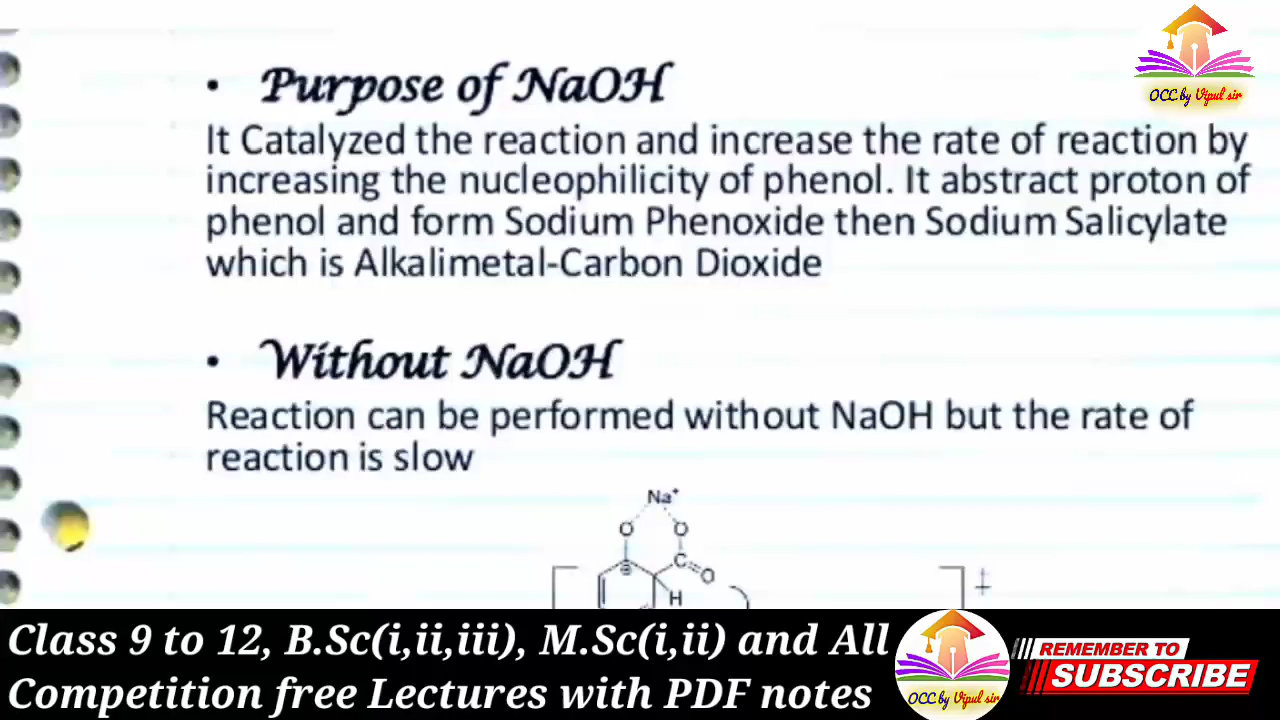 • Purpose of NaOH
It Catalyzed the reaction and increase the rate of reaction by
increasing the nucleophilicity of phenol. It abstract proton of
phenol and form Sodium Phenoxide then Sodium Salicylate
which is Alkalimetal-Carbon Dioxide
• Without NaOH
Reaction can be performed without NaOH but the rate of
reaction is slow
Na⁺
O O
C O
H
‡
OCC by Vipul sir
Class 9 to 12, B.Sc(i,ii,iii), M.Sc(i,ii) and All
Competition free Lectures with PDF notes
OCC by Vipul sir
REMEMBER TO
SUBSCRIBE